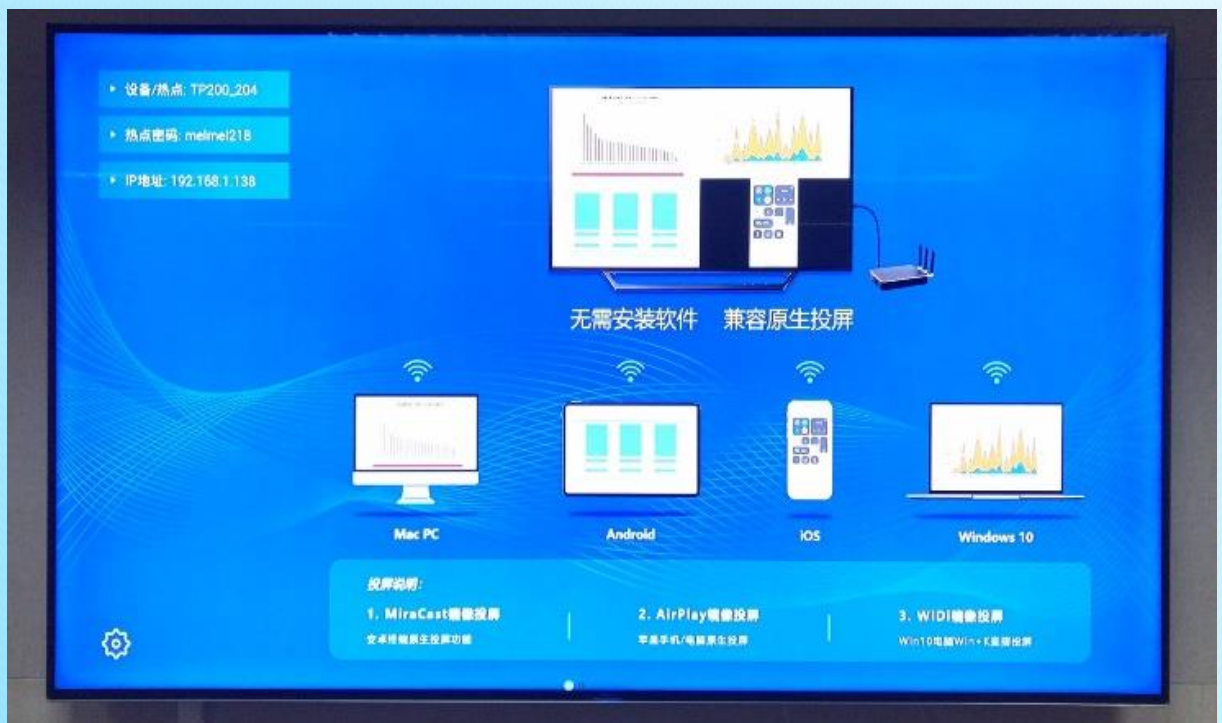 设备/热点: TP200_204
热点密码: meimei218
IP地址: 192.168.1.138
无需安装软件 兼容原生投屏
Mac PC
Android
iOS
Windows 10
投屏说明:
1. MiraCast镜像投屏
2. AirPlay镜像投屏
3. WIDI镜像投屏
安卓终端原生投屏功能
苹果手机/电脑原生投屏
Win10电脑Win+K直接投屏